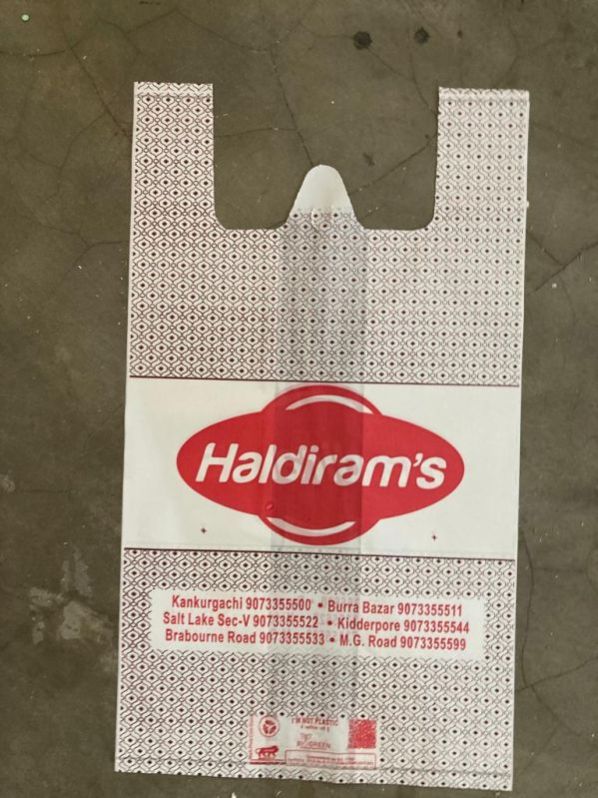 Haldiram's
Kankurgachi 9073355500 • Burra Bazar 9073355511
Salt Lake Sec-V 9073355522 • Kidderpore 9073355544
Brabourne Road 9073355533 • M.G. Road 9073355599
I'M NOT PLASTIC